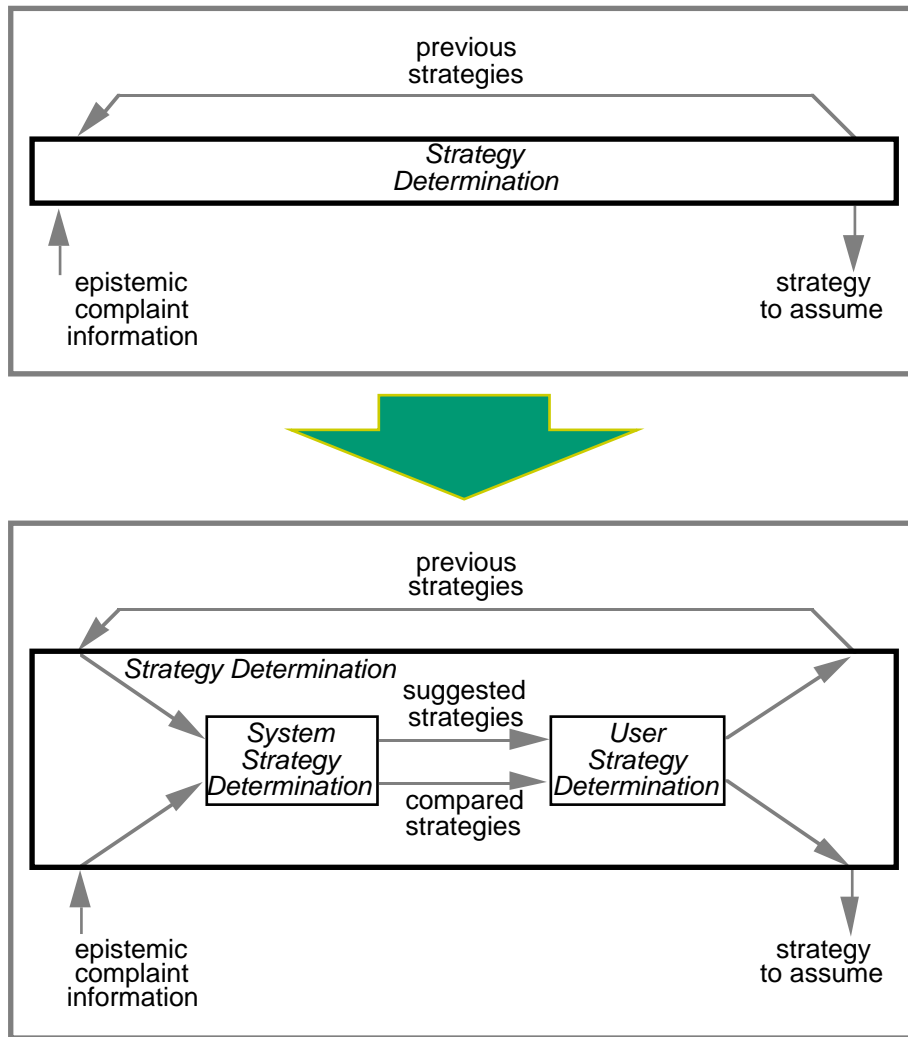 previous
strategies
Strategy
Determination
epistemic
complaint
information
strategy
to assume
previous
strategies
Strategy Determination
suggested
strategies
System
Strategy
Determination
User
Strategy
Determination
compared
strategies
epistemic
complaint
information
strategy
to assume